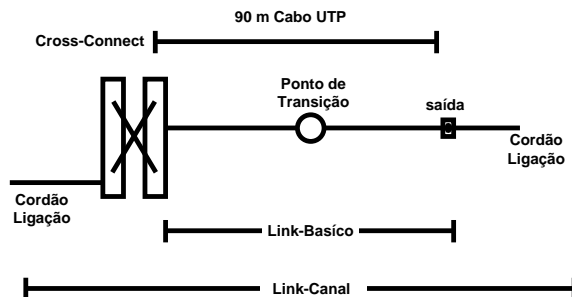 90 m Cabo UTP
Cross-Connect
Ponto de
Transição
saída
Cordão
Ligação
Cordão
Ligação
Link-Basíco
Link-Canal